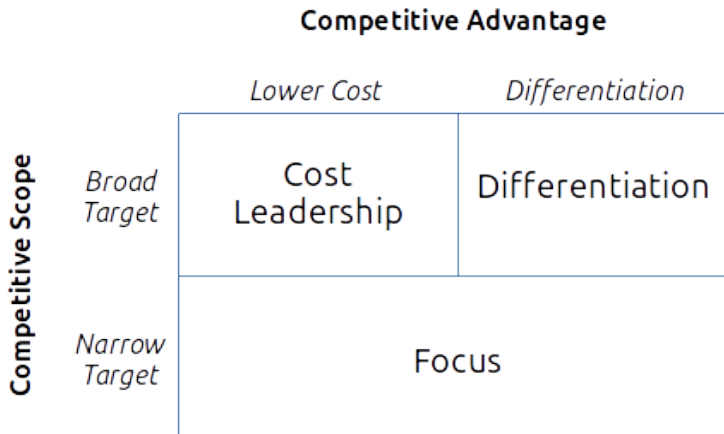 Competitive Advantage
Lower Cost
Differentiation
Competitive Scope
Broad
Target
Cost
Leadership
Differentiation
Narrow
Target
Focus